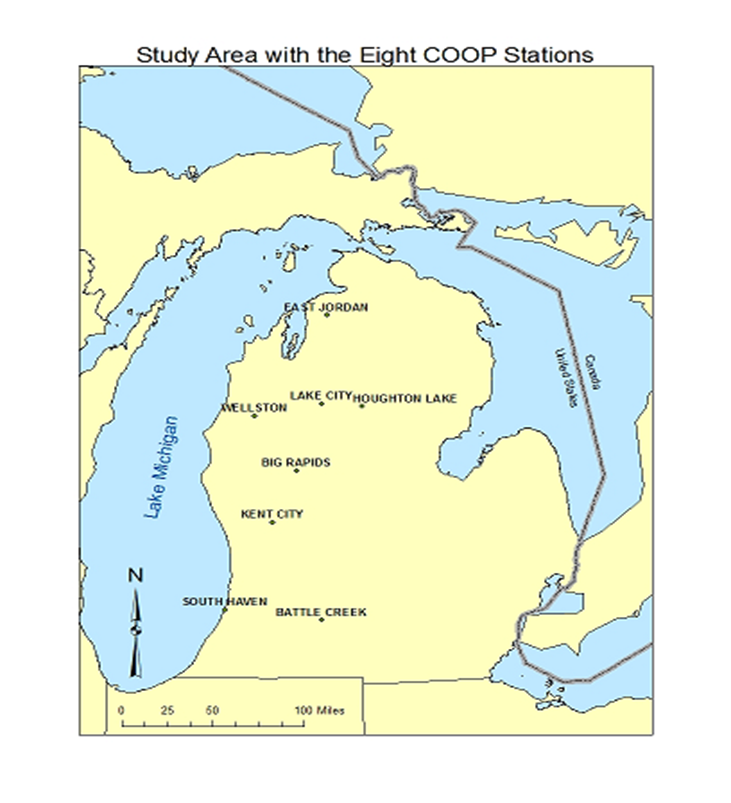 Study Area with the Eight COOP Stations
EAST JORDAN
Canada
United States
LAKE CITY
HOUGHTON LAKE
WELLSTON
Lake Michigan
BIG RAPIDS
KENT CITY
N
SOUTH HAVEN
BATTLE CREEK
0 25 50 100 Miles